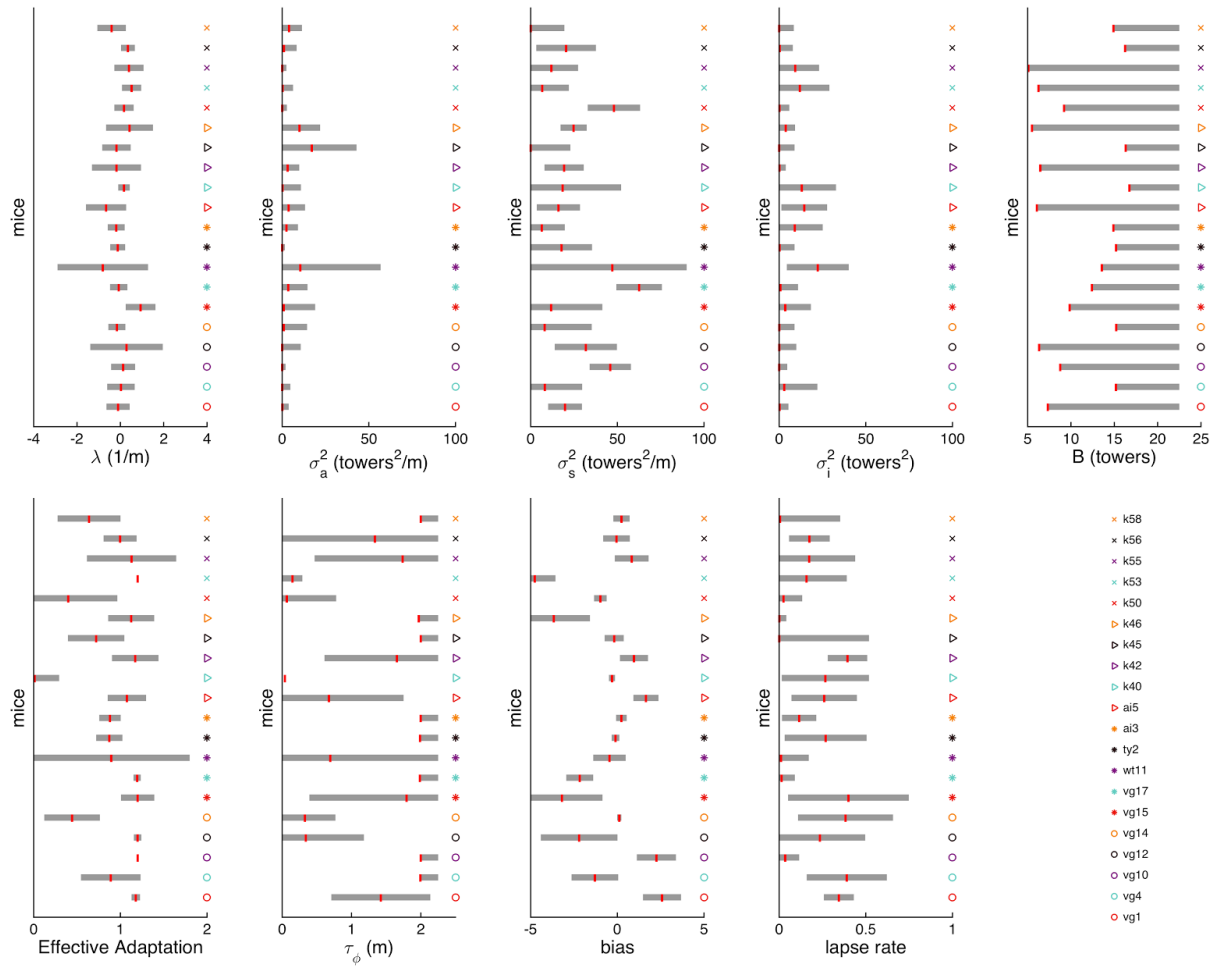 mice
-4 -2 0 2 4
λ (1/m)
mice
0 50 100
σ²ₐ (towers²/m)
mice
0 50 100
σ²ₛ (towers²/m)
mice
0 50 100
σ²ᵢ (towers²)
mice
5 10 15 20 25
B (towers)
mice
0 1 2
Effective Adaptation
mice
0 1 2
τᵩ (m)
mice
-5 0 5
bias
mice
0 0.5 1
lapse rate
k58
k56
k55
k53
k50
k46
k45
k42
k40
ai5
ai3
ty2
wt11
vg17
vg15
vg14
vg12
vg10
vg4
vg1